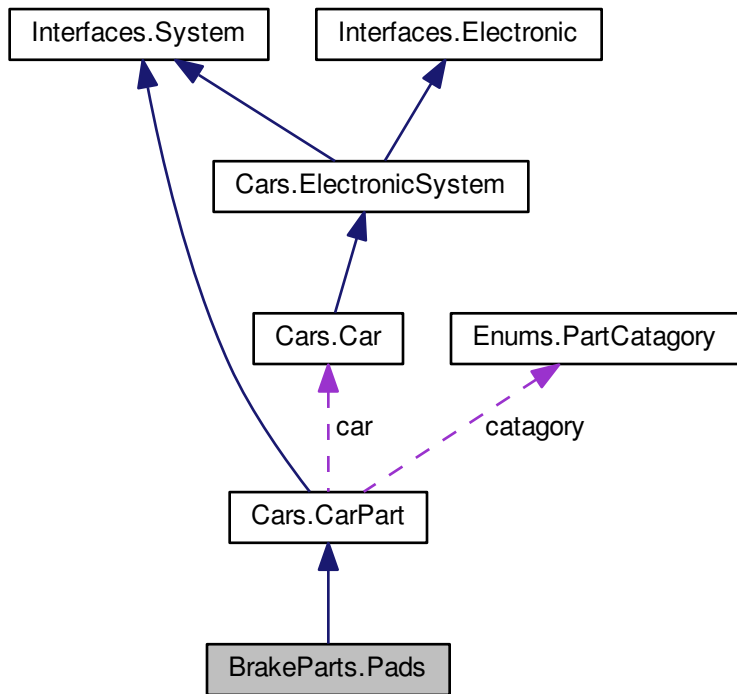 Interfaces.System
Interfaces.Electronic
Cars.ElectronicSystem
Cars.Car
Enums.PartCatagory
car
catagory
Cars.CarPart
BrakeParts.Pads